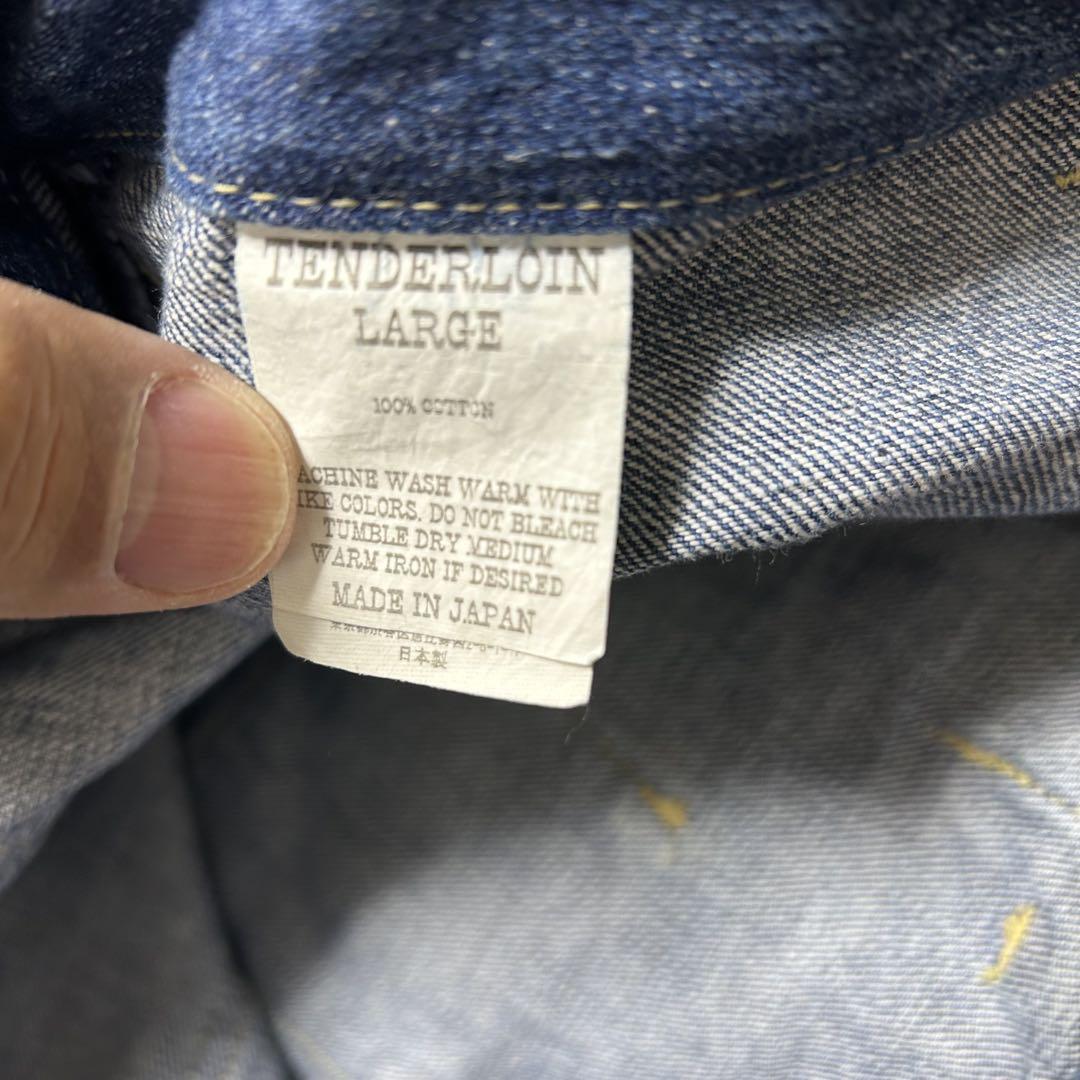 TENDERLOIN
LARGE
100% COTTON
ACHINE WASH WARM WITH
IKE COLORS. DO NOT BLEACH
TUMBLE DRY MEDIUM
WARM IRON IF DESIRED
MADE IN JAPAN
日本製